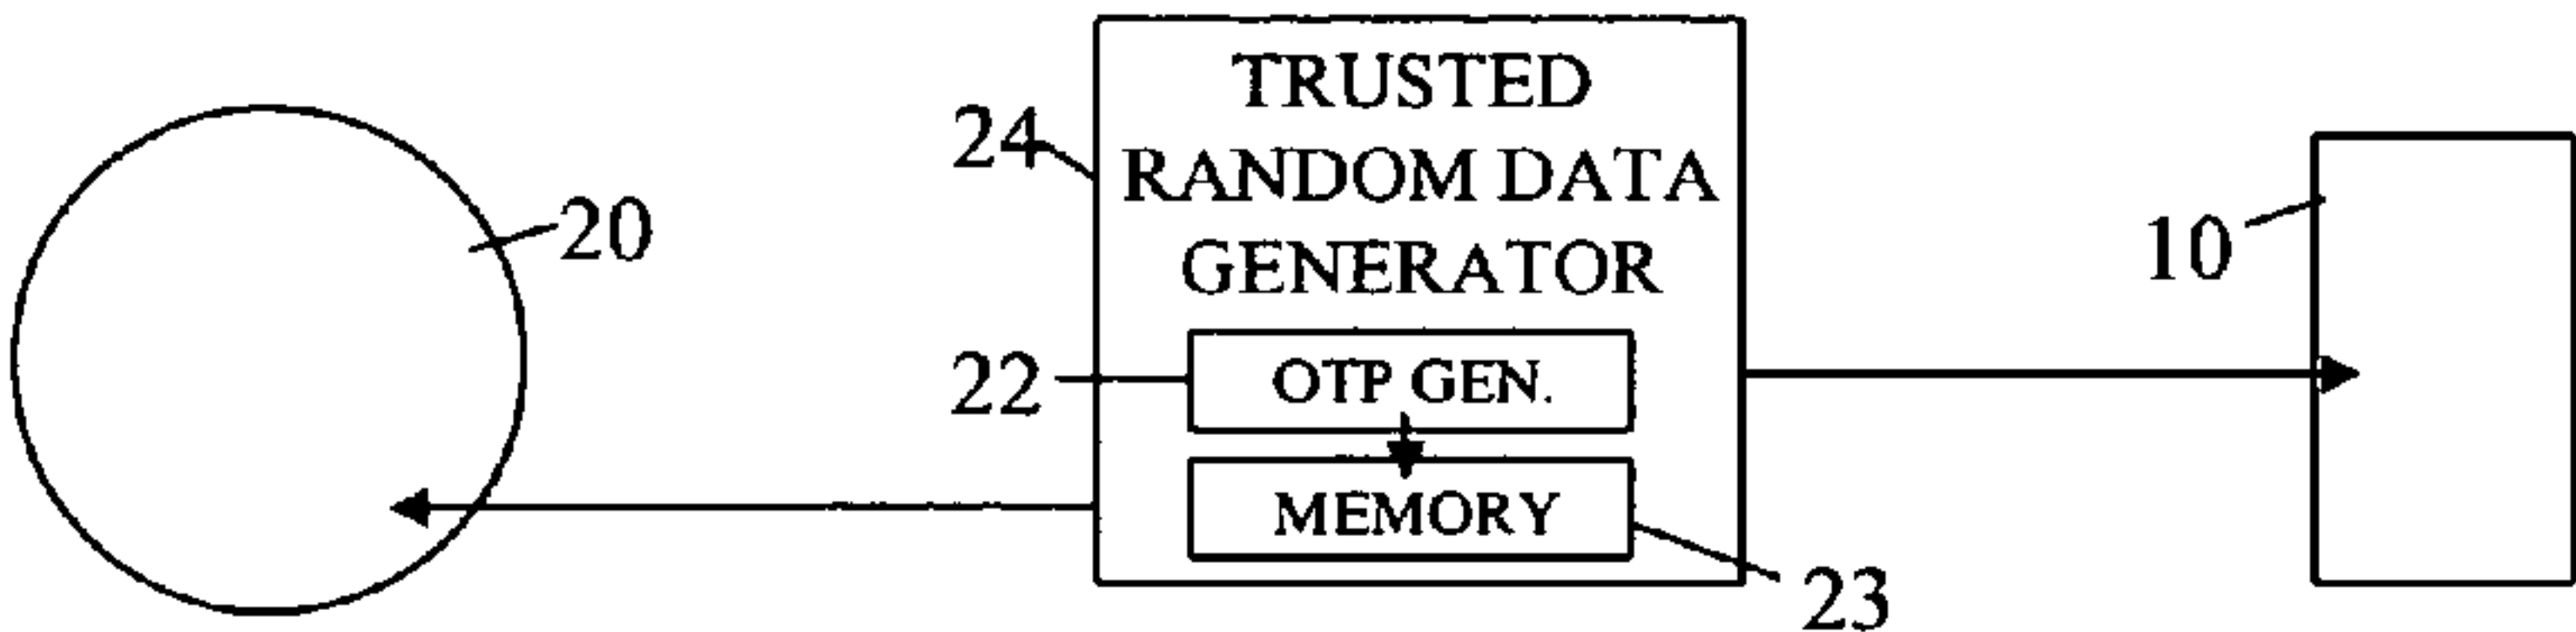 TRUSTED
RANDOM DATA
GENERATOR
24
20
10
22
OTP GEN.
MEMORY
23